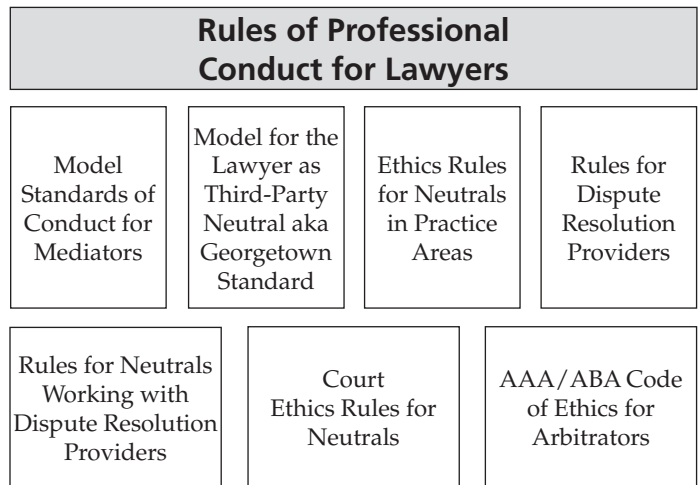 Rules of Professional
Conduct for Lawyers
Model
Standards of
Conduct for
Mediators
Model for the
Lawyer as
Third-Party
Neutral aka
Georgetown
Standard
Ethics Rules
for Neutrals
in Practice
Areas
Rules for
Dispute
Resolution
Providers
Rules for Neutrals
Working with
Dispute Resolution
Providers
Court
Ethics Rules for
Neutrals
AAA/ABA Code
of Ethics for
Arbitrators